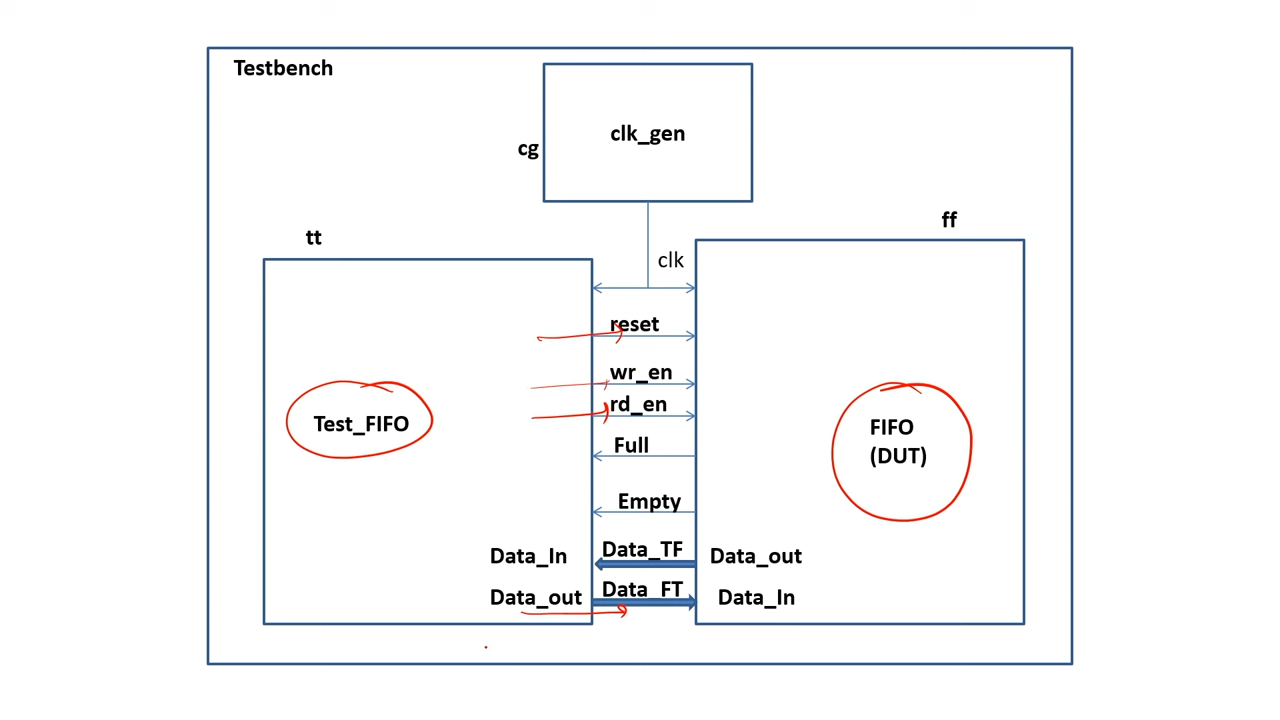 Testbench
clk_gen
cg
ff
tt
clk
reset
wr_en
rd_en
Test_FIFO
FIFO
(DUT)
Full
Empty
Data_In Data_TF Data_out
Data_out Data_FT Data_In